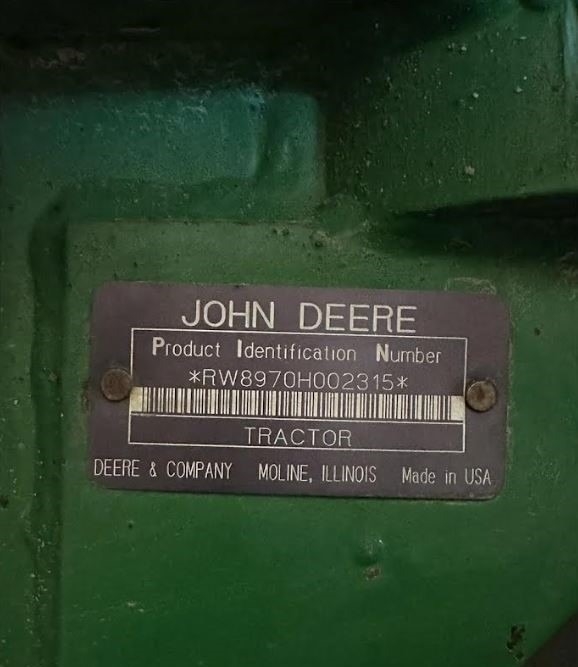 JOHN DEERE
Product Identification Number
*RW8970H002315*
TRACTOR
DEERE & COMPANY MOLINE, ILLINOIS Made in USA